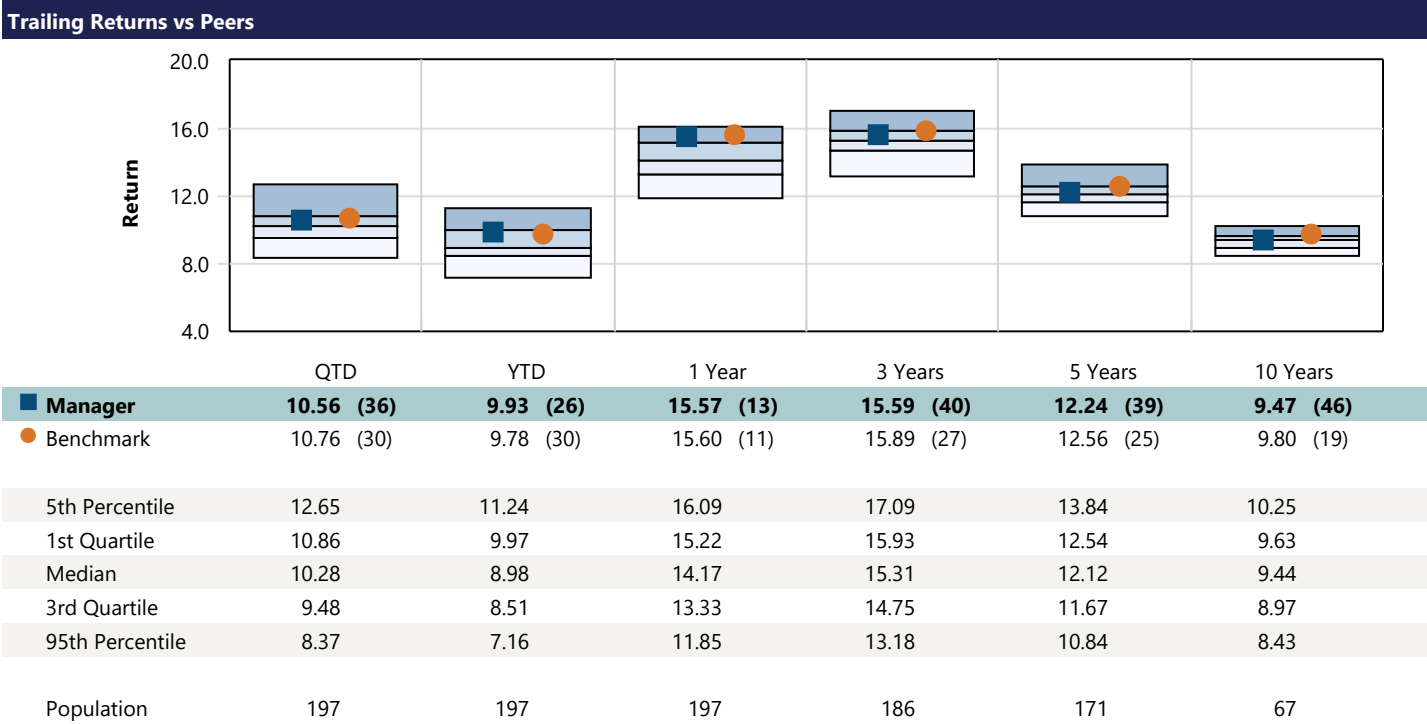 Trailing Returns vs Peers
20.0
16.0
12.0
8.0
4.0
Return
QTD YTD 1 Year 3 Years 5 Years 10 Years
Manager 10.56 (36) 9.93 (26) 15.57 (13) 15.59 (40) 12.24 (39) 9.47 (46)
Benchmark 10.76 (30) 9.78 (30) 15.60 (11) 15.89 (27) 12.56 (25) 9.80 (19)
5th Percentile 12.65 11.24 16.09 17.09 13.84 10.25
1st Quartile 10.86 9.97 15.22 15.93 12.54 9.63
Median 10.28 8.98 14.17 15.31 12.12 9.44
3rd Quartile 9.48 8.51 13.33 14.75 11.67 8.97
95th Percentile 8.37 7.16 11.85 13.18 10.84 8.43
Population 197 197 197 186 171 67